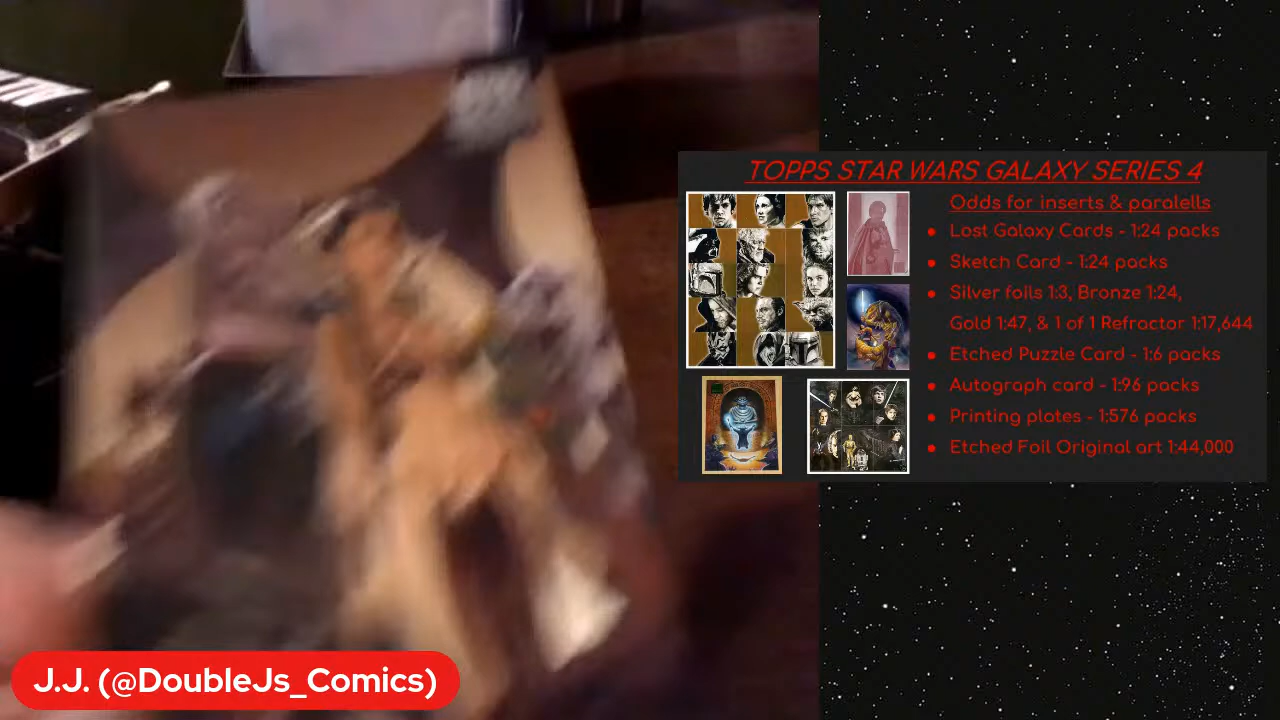 TOPPS STAR WARS GALAXY SERIES 4
Odds for inserts & paralells
Lost Galaxy Cards - 1:24 packs
Sketch Card - 1:24 packs
Silver foils 1:3, Bronze 1:24,
Gold 1:47, & 1 of 1 Refractor 1:17,644
Etched Puzzle Card - 1:6 packs
Autograph card - 1:96 packs
Printing plates - 1:576 packs
Etched Foil Original art 1:44,000
J.J. (@DoubleJs_Comics)